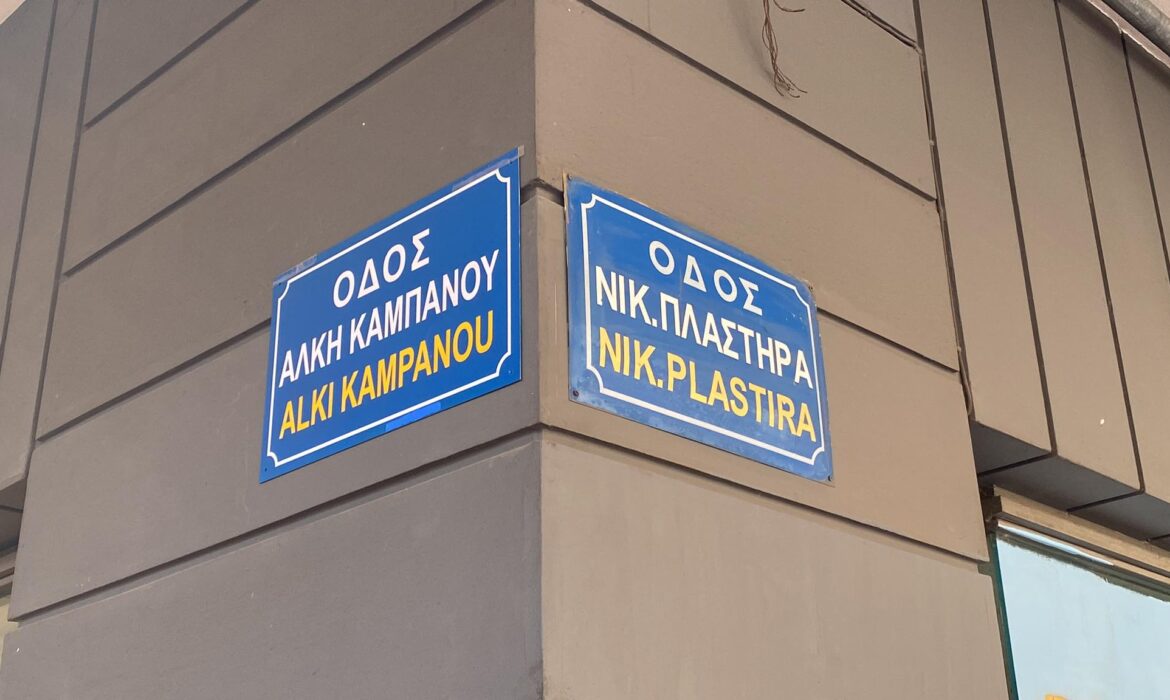 ΟΔΟΣ
ΑΛΚΗ ΚΑΜΠΑΝΟΥ
ALKI KAMPANOU
ΟΔΟΣ
ΝΙΚ.ΠΛΑΣΤΗΡΑ
NIK.PLASTIRA